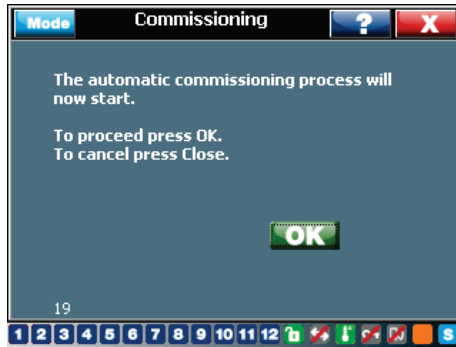 Mode Commissioning ? X
The automatic commissioning process will
now start.
To proceed press OK.
To cancel press Close.
OK
19
1 2 3 4 5 6 7 8 9 10 11 12 S